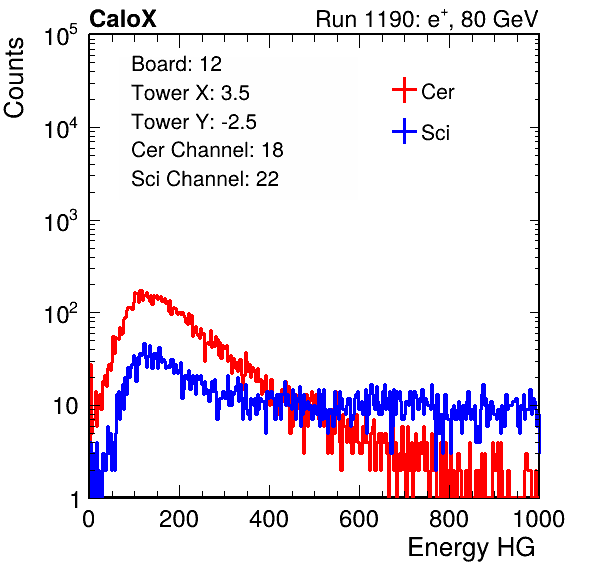 CaloX Run 1190: e+, 80 GeV
Counts
10^5
10^4
10^3
10^2
10
1
Board: 12
Tower X: 3.5
Tower Y: -2.5
Cer Channel: 18
Sci Channel: 22
Cer
Sci
0 200 400 600 800 1000
Energy HG